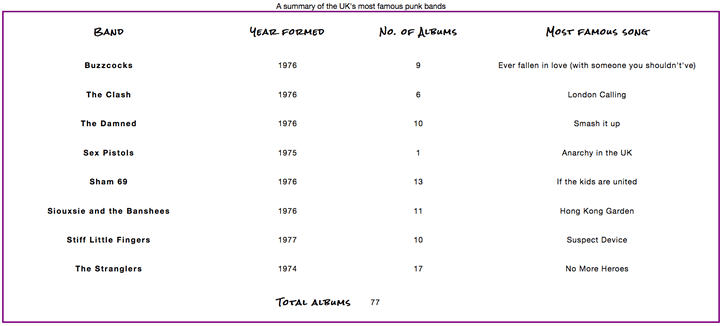 A summary of the UK's most famous punk bands
Band Year formed No. of Albums Most famous song
Buzzcocks 1976 9 Ever fallen in love (with someone you shouldn't've)
The Clash 1976 6 London Calling
The Damned 1976 10 Smash it up
Sex Pistols 1975 1 Anarchy in the UK
Sham 69 1976 13 If the kids are united
Siouxsie and the Banshees 1976 11 Hong Kong Garden
Stiff Little Fingers 1977 10 Suspect Device
The Stranglers 1974 17 No More Heroes
Total albums 77